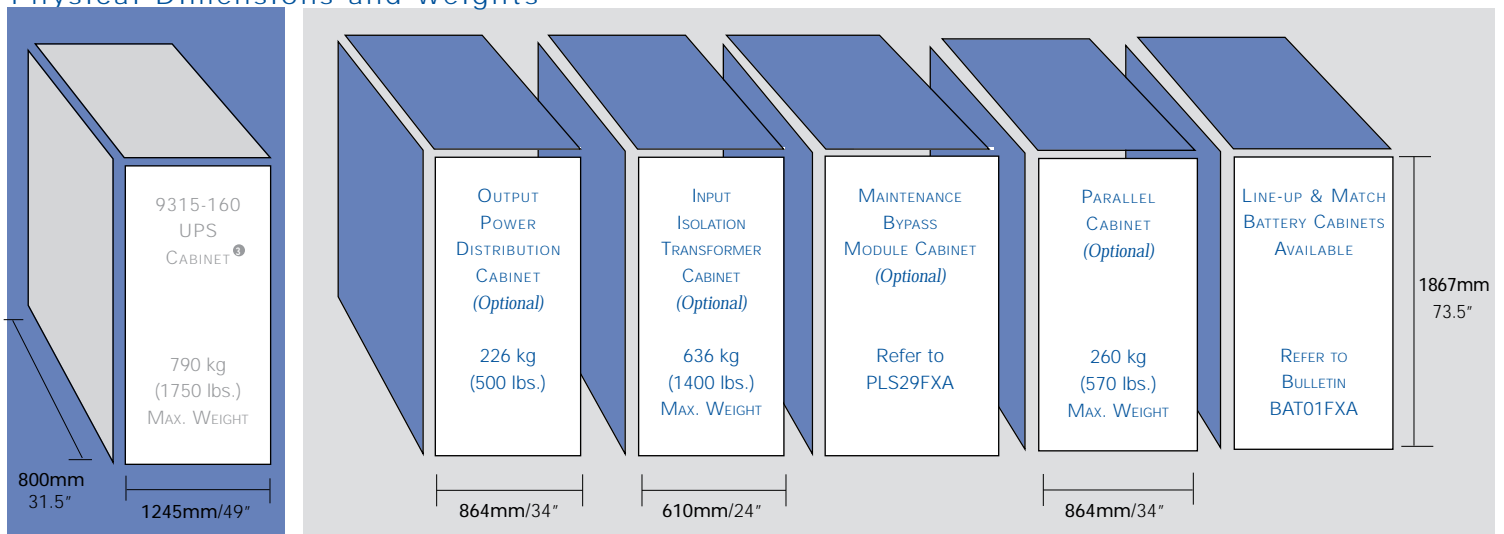 Physical Dimensions and Weights
9315-160
UPS
CABINET ❸
790 kg
(1750 lbs.)
MAX. WEIGHT
800mm
31.5"
1245mm/49"
OUTPUT
POWER
DISTRIBUTION
CABINET
(Optional)
226 kg
(500 lbs.)
864mm/34"
INPUT
ISOLATION
TRANSFORMER
CABINET
(Optional)
636 kg
(1400 lbs.)
MAX. WEIGHT
610mm/24"
MAINTENANCE
BYPASS
MODULE CABINET
(Optional)
Refer to
PLS29FXA
PARALLEL
CABINET
(Optional)
260 kg
(570 lbs.)
MAX. WEIGHT
864mm/34"
LINE-UP & MATCH
BATTERY CABINETS
AVAILABLE
REFER TO
BULLETIN
BAT01FXA
1867mm
73.5"